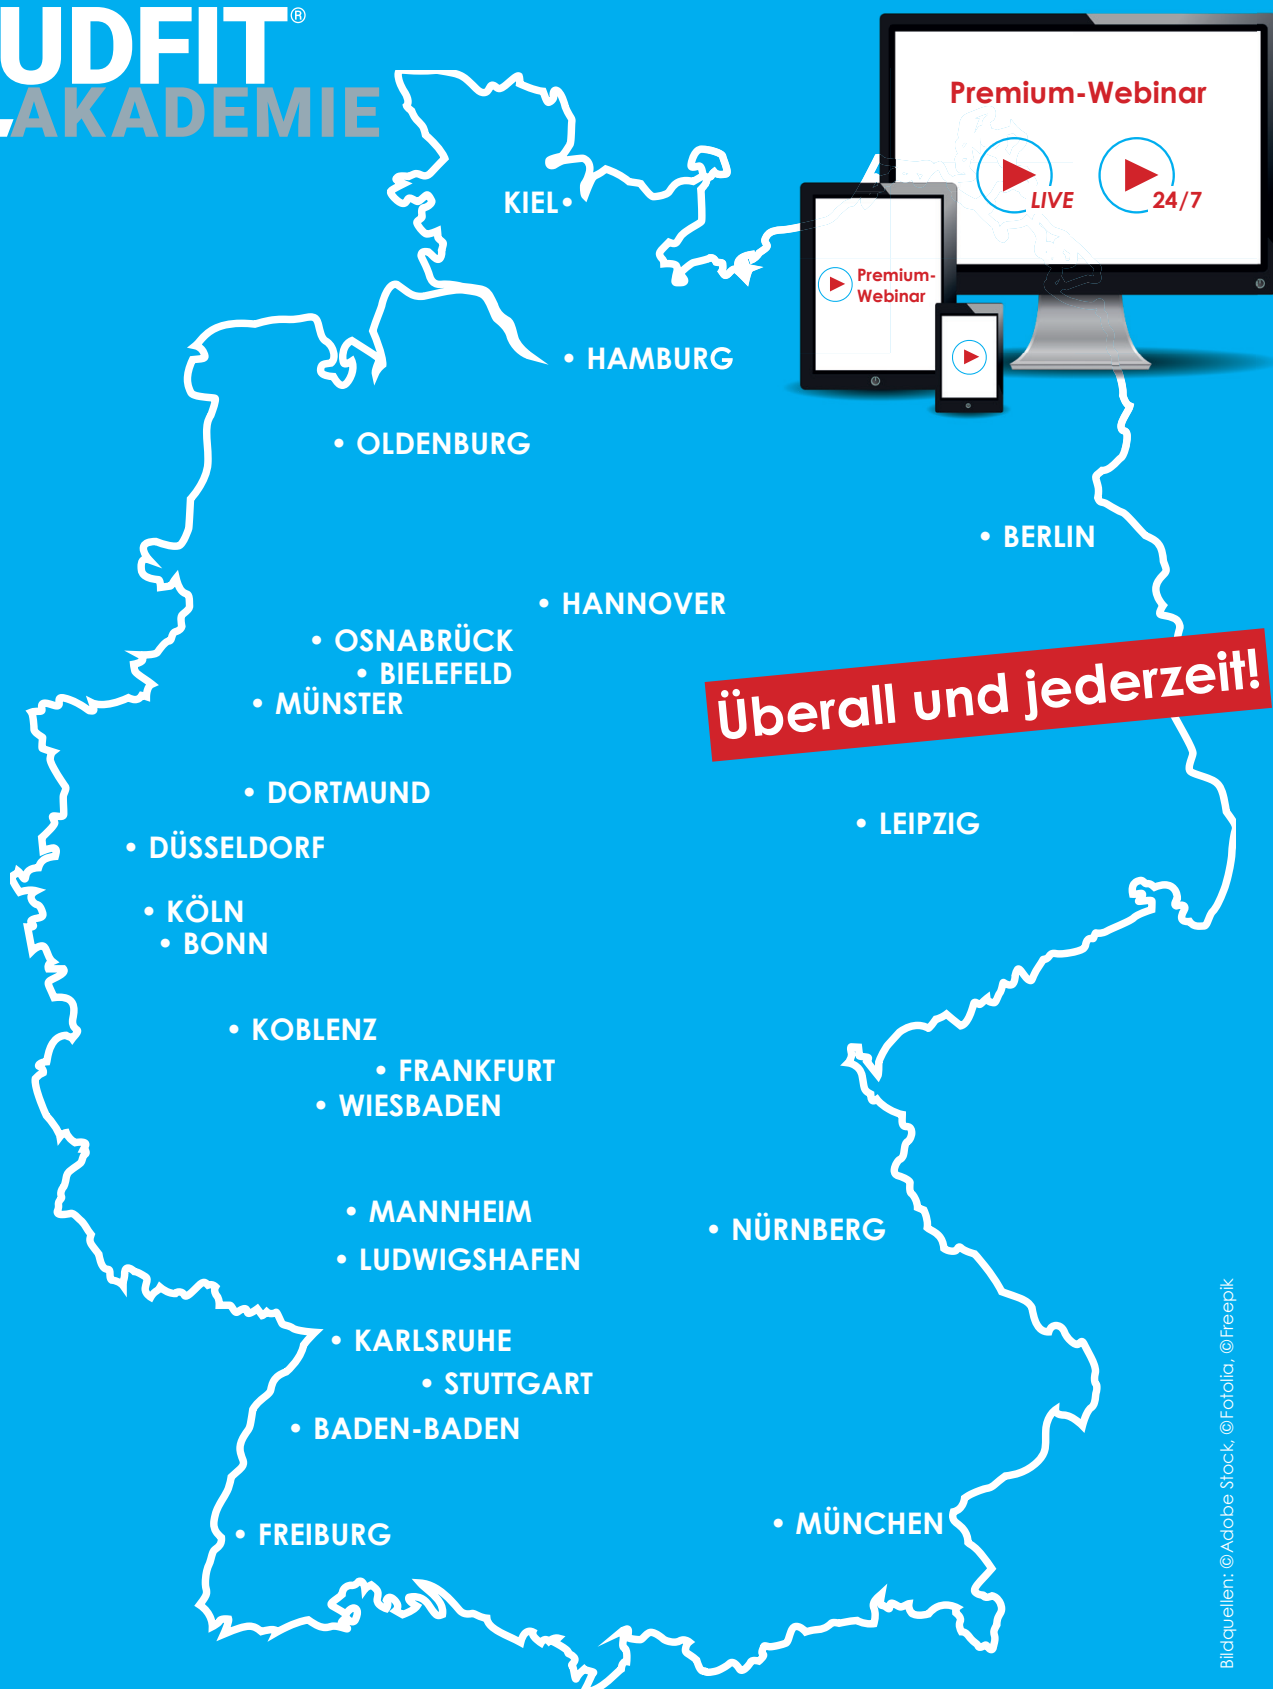 UDFIT®
AKADEMIE
Premium-Webinar
LIVE
24/7
Premium-
Webinar
KIEL
• HAMBURG
• OLDENBURG
• BERLIN
• HANNOVER
• OSNABRÜCK
• BIELEFELD
• MÜNSTER
Überall und jederzeit!
• DORTMUND
• LEIPZIG
• DÜSSELDORF
• KÖLN
• BONN
• KOBLENZ
• FRANKFURT
• WIESBADEN
• MANNHEIM
• NÜRNBERG
• LUDWIGSHAFEN
• KARLSRUHE
• STUTTGART
• BADEN-BADEN
• MÜNCHEN
• FREIBURG
Bildquellen: ©Adobe Stock, ©Fotolia, ©Freepik